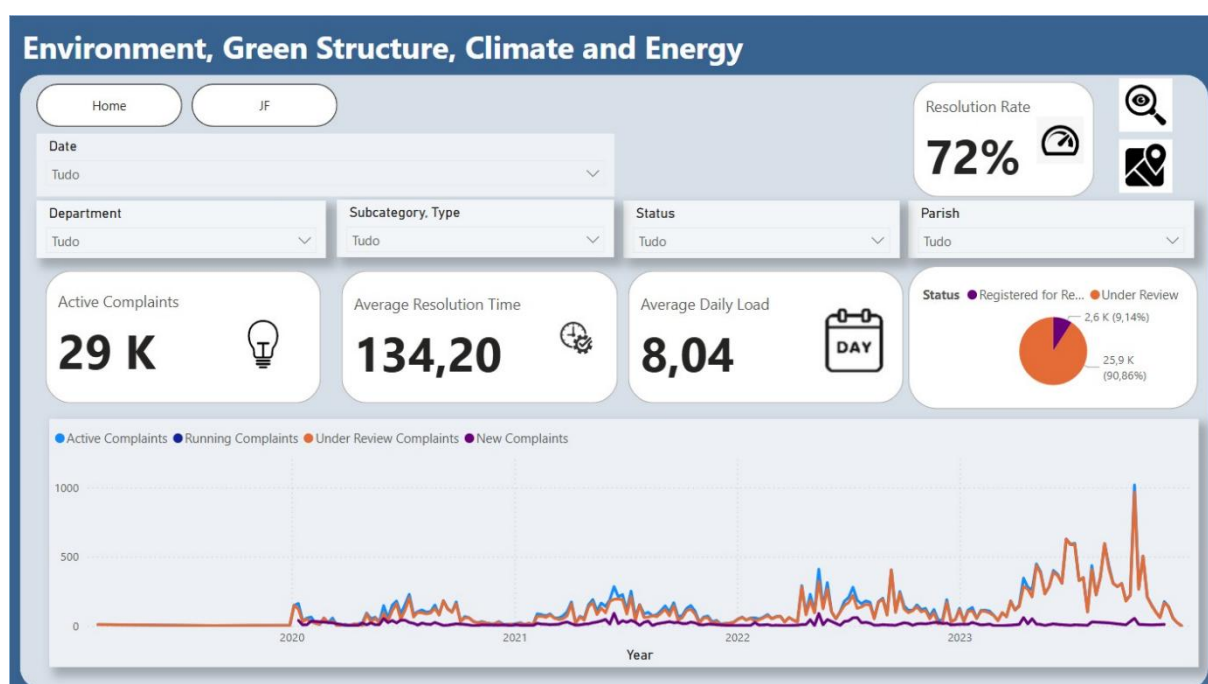 Environment, Green Structure, Climate and Energy
Home
JF
Resolution Rate
72%
Date
Tudo
Department
Tudo
Subcategory, Type
Tudo
Status
Tudo
Parish
Tudo
Active Complaints
29 K
Average Resolution Time
134,20
Average Daily Load
8,04
DAY
Status Registered for Re... Under Review
2,6 K (9,14%)
25,9 K
(90,86%)
Active Complaints Running Complaints Under Review Complaints New Complaints
1000
500
0
2020 2021 2022 2023
Year